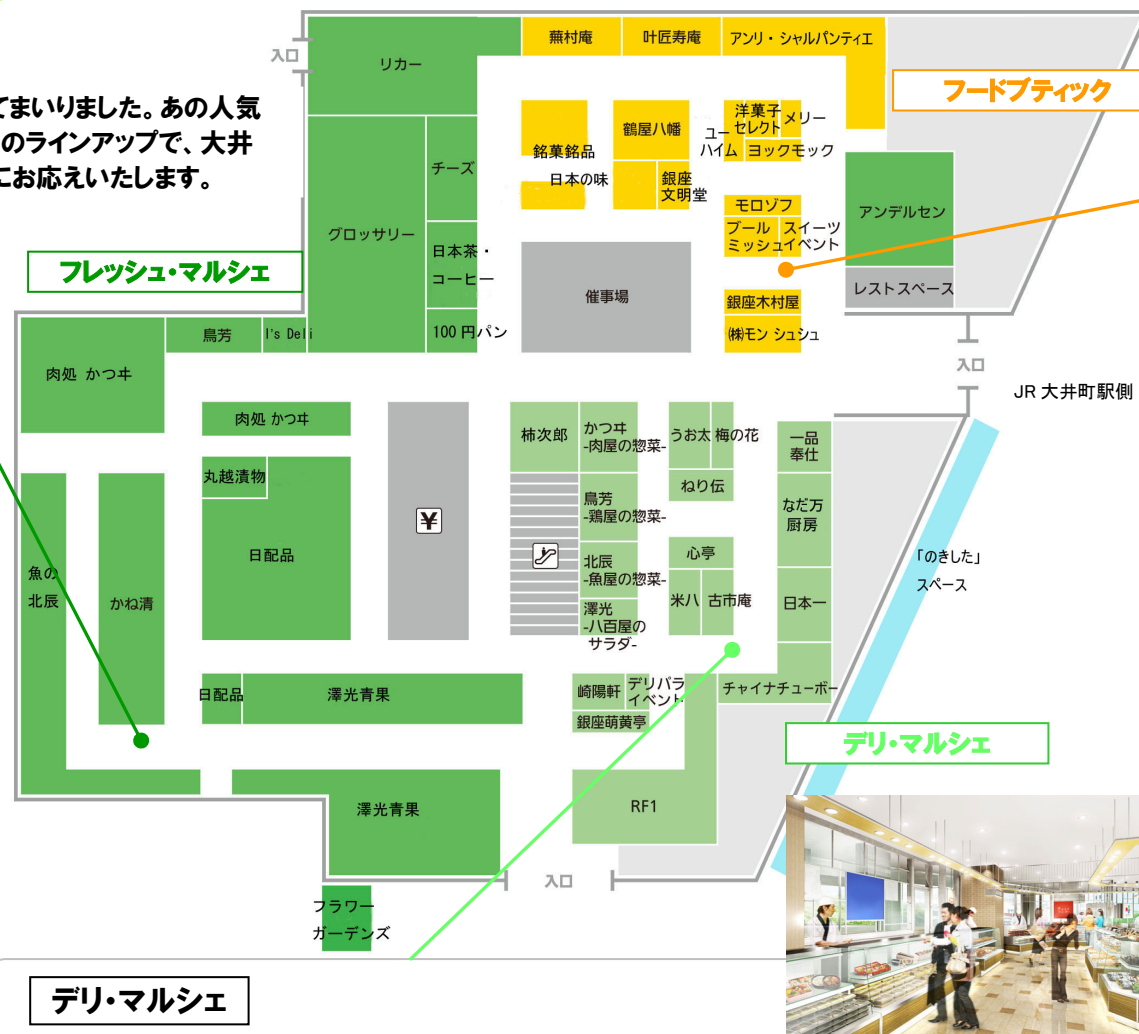 蕪村庵
叶匠寿庵
アンリ・シャルパンティエ
入口
リカー
フードブティック
てまいりました。あの人気
のラインアップで、大井
にお応えいたします。
洋菓子
セレクト
メリー
鶴屋八幡
ユー
ハイム
ヨックモック
銘菓銘品
日本の味
銀座
文明堂
チーズ
モロゾフ
アンデルセン
グロッサリー
ブール
ミッシュ
スイーツ
イベント
日本茶・
コーヒー
フレッシュ・マルシェ
催事場
レストスペース
銀座木村屋
鳥芳
I's Deli
100円パン
㈱モン シュシュ
入口
肉処 かつヰ
JR 大井町駅側
肉処 かつヰ
柿次郎
かつヰ
-肉屋の惣菜-
うお太
梅の花
一品
奉仕
丸越漬物
ねり伝
鳥芳
-鶏屋の惣菜-
なだ万
厨房
¥
日配品
心亭
北辰
-魚屋の惣菜-
「のきした」
スペース
魚の
北辰
かね清
米八
古市庵
日本一
澤光
-八百屋の
サラダ-
日配品
澤光青果
崎陽軒
デリパラ
イベント
チャイナチューボー
銀座萌黄亭
デリ・マルシェ
澤光青果
RF1
入口
フラワー
ガーデンズ
デリ・マルシェ